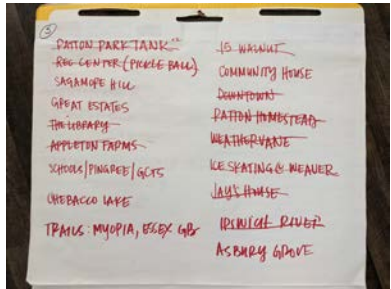 3
PATTON PARK TANK
REC CENTER (PICKLE BALL)
SAGAMORE HILL
GREAT ESTATES
THE LIBRARY
APPLETON FARMS
SCHOOLS/PINGREE/GCTS
CHEBACCO LAKE
TRAILS: MYOPIA, ESSEX
15 WALNUT
COMMUNITY HOUSE
DOWNTOWN
PATTON HOMESTEAD
WEATHERVANE
ICE SKATING @ WEAVER
JAY'S HOUSE
IPSWICH RIVER
ASBURY GROVE